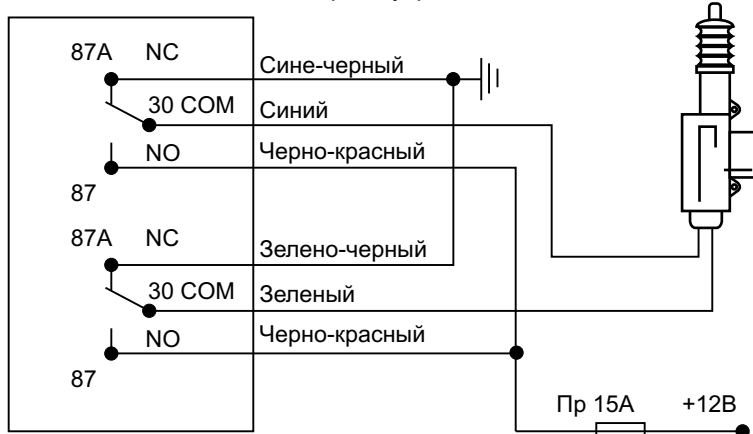 87A NC
Сине-черный
30 COM Синий
NO Черно-красный
87
87A NC
Зелено-черный
30 COM Зеленый
NO Черно-красный
87
Пр 15А +12В